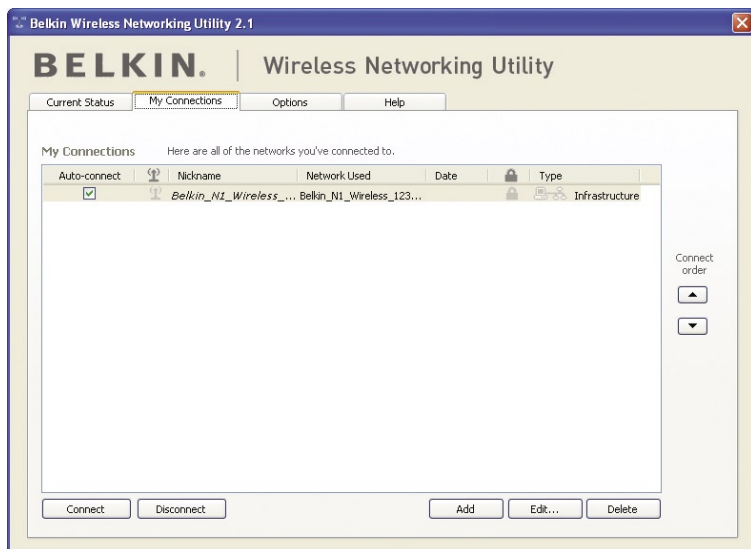 Belkin Wireless Networking Utility 2.1
BELKIN. | Wireless Networking Utility
Current Status My Connections Options Help
My Connections Here are all of the networks you've connected to.
Auto-connect Nickname Network Used Date Type
Belkin_N1_Wireless_... Belkin_N1_Wireless_123... Infrastructure
Connect
order
Connect Disconnect Add Edit... Delete